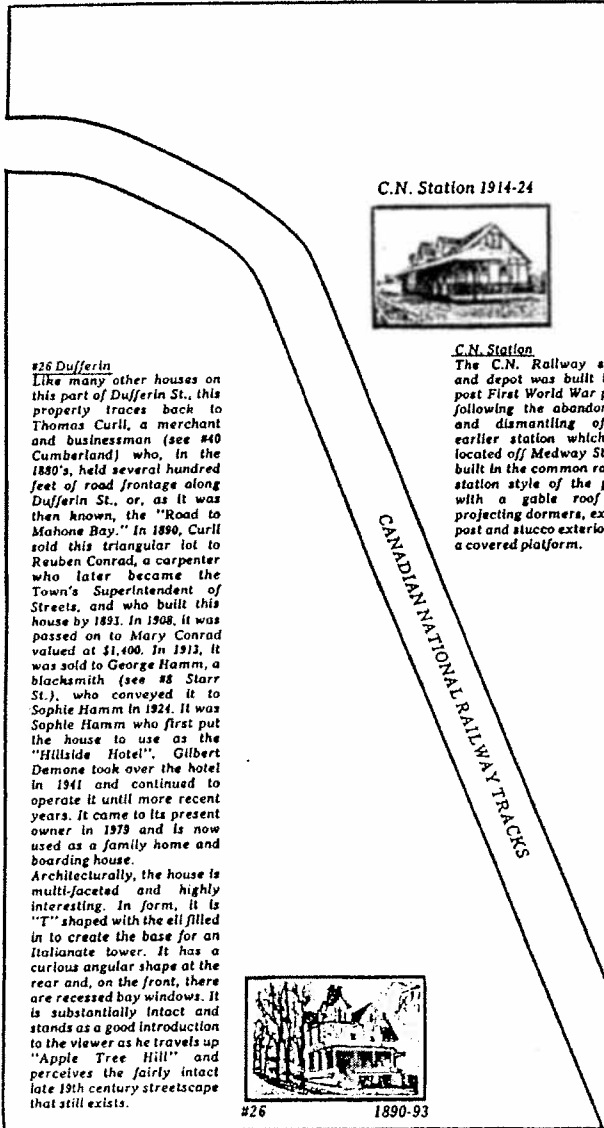 C.N. Station 1914-24
C.N. Station
The C.N. Railway s
and depot was built
post First World War p
following the abandon
and dismantling of
earlier station which
located off Medway St
built in the common ra
station style of the p
with a gable roof
projecting dormers, ex
post and stucco exterio
a covered platform.
CANADIAN NATIONAL RAILWAY TRACKS
#26 Dufferin
Like many other houses on
this part of Dufferin St., this
property traces back to
Thomas Curll, a merchant
and businessman (see #40
Cumberland) who, in the
1880's, held several hundred
feet of road frontage along
Dufferin St., or, as it was
then known, the "Road to
Mahone Bay." In 1890, Curll
sold this triangular lot to
Reuben Conrad, a carpenter
who later became the
Town's Superintendent of
Streets, and who built this
house by 1893. In 1908, it was
passed on to Mary Conrad
valued at $1,400. In 1913, it
was sold to George Hamm, a
blacksmith (see #8 Starr
St.), who conveyed it to
Sophie Hamm in 1924. It was
Sophie Hamm who first put
the house to use as the
"Hillside Hotel". Gilbert
Demone took over the hotel
in 1941 and continued to
operate it until more recent
years. It came to its present
owner in 1979 and is now
used as a family home and
boarding house.
Architecturally, the house is
multi-faceted and highly
interesting. In form, it is
"T" shaped with the ell filled
in to create the base for an
Italianate tower. It has a
curious angular shape at the
rear and, on the front, there
are recessed bay windows. It
is substantially intact and
stands as a good introduction
to the viewer as he travels up
"Apple Tree Hill" and
perceives the fairly intact
late 19th century streetscape
that still exists.
#26 1890-93